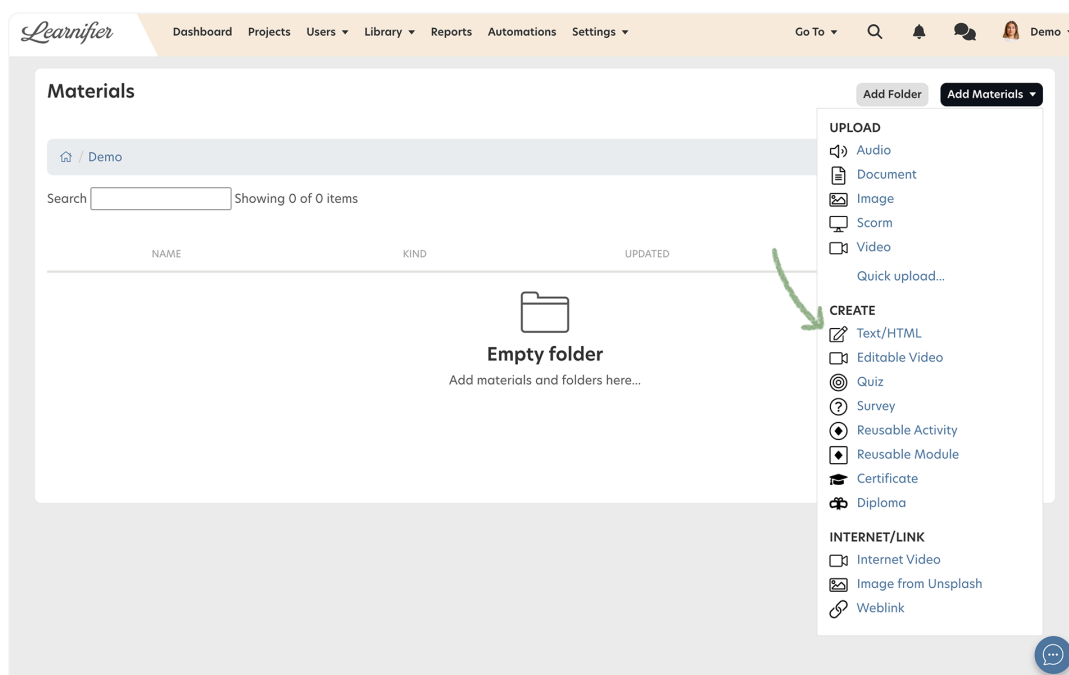 Learnifier
Dashboard Projects Users Library Reports Automations Settings Go To Demo
Materials
Add Folder Add Materials
/ Demo
Search Showing 0 of 0 items
NAME KIND UPDATED
Empty folder
Add materials and folders here...
UPLOAD
Audio
Document
Image
Scorm
Video
Quick upload...
CREATE
Text/HTML
Editable Video
Quiz
Survey
Reusable Activity
Reusable Module
Certificate
Diploma
INTERNET/LINK
Internet Video
Image from Unsplash
Weblink